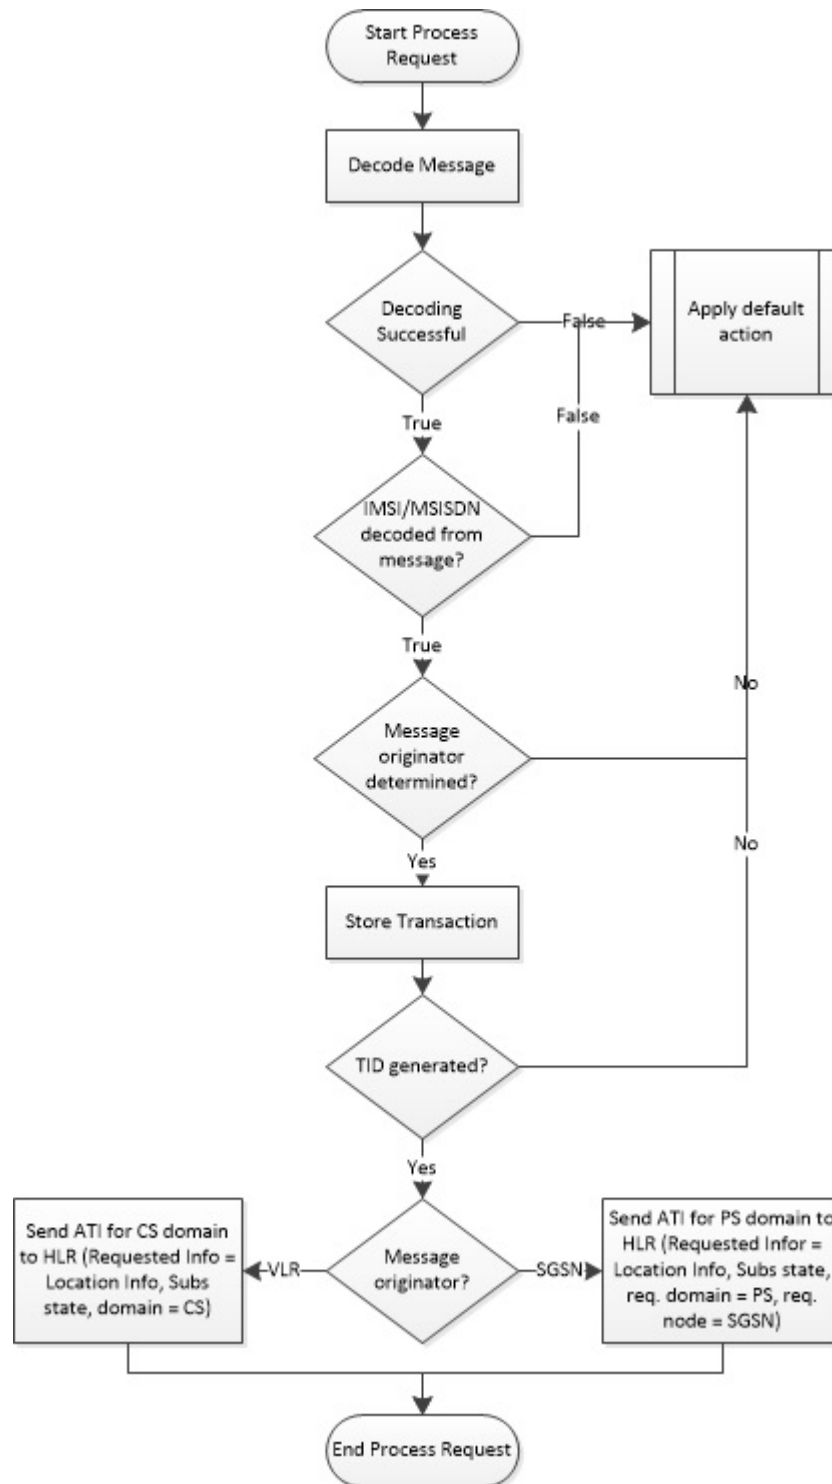 Start Process
Request
Decode Message
Decoding
Successful
False
Apply default
action
True
False
IMSI/MSISDN
decoded from
message?
True
No
Message
originator
determined?
No
Yes
Store Transaction
TID generated?
Yes
Send ATI for CS domain
to HLR (Requested Info =
Location Info, Subs
state, domain = CS)
VLR
Message
originator?
SGSN
Send ATI for PS domain to
HLR (Requested Infor =
Location Info, Subs state,
req. domain = PS, req.
node = SGSN)
End Process Request